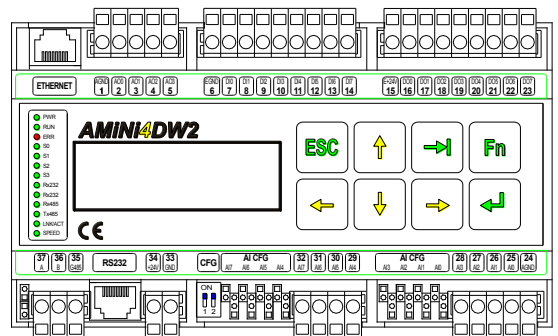 ETHERNET AGND 1 AO0 2 AO1 3 AO2 4 AO3 5 EGND 6 DI0 7 DI1 8 DI2 9 DI3 10 DI4 11 DI5 12 DI6 13 DI7 14 E+24V 15 DO0 16 DO1 17 DO2 18 DO3 19 DO4 20 DO5 21 DO6 22 DO7 23
PWR
RUN
ERR
S0
S1
S2
S3
Rx232
Rx232
Rx485
Tx485
LNK/ACT
SPEED
AMiNi4DW2
CE
ESC
Fn
37 A 36 B 35 G485 RS232 34 +24V 33 GND CFG AI CFG AI7 AI6 AI5 AI4 32 AI7 31 AI6 30 AI5 29 AI4 AI CFG AI3 AI2 AI1 AI0 28 AI3 27 AI2 26 AI1 25 AI0 24 AGND
ON
1 2